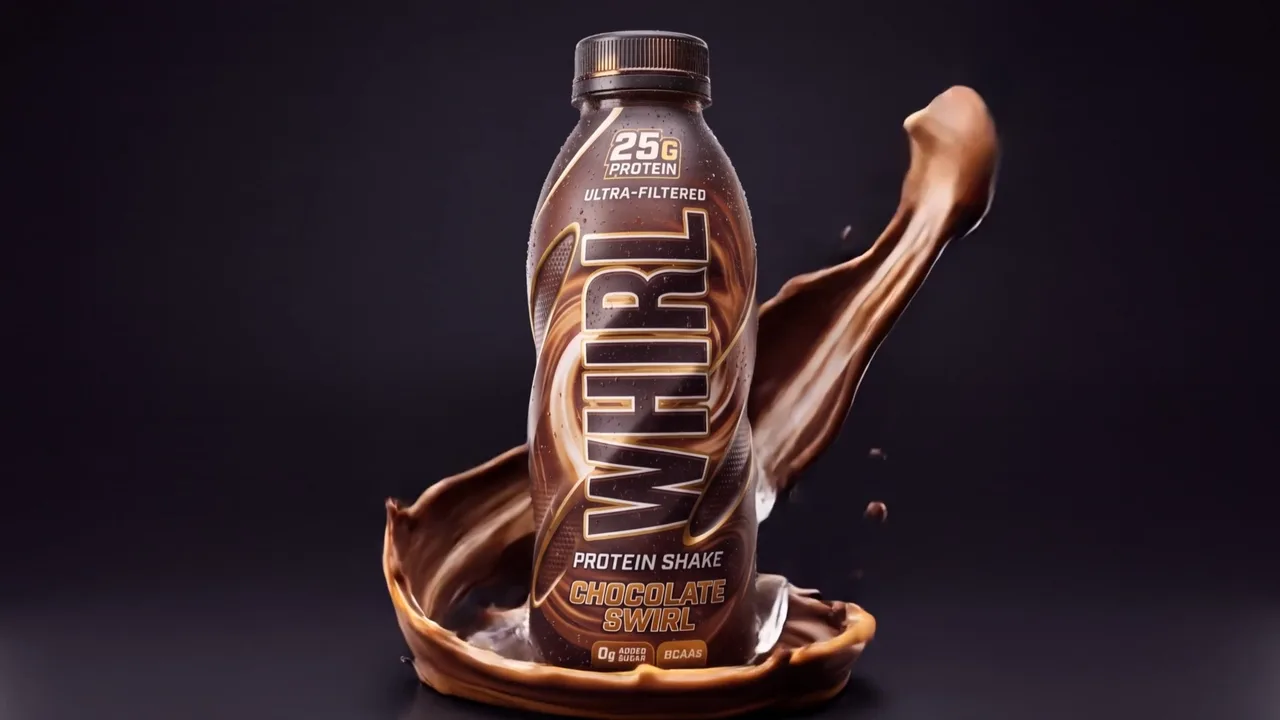 25G
PROTEIN
ULTRA-FILTERED
WHIRL
PROTEIN SHAKE
CHOCOLATE
SWIRL
0g ADDED SUGAR
BCAAs